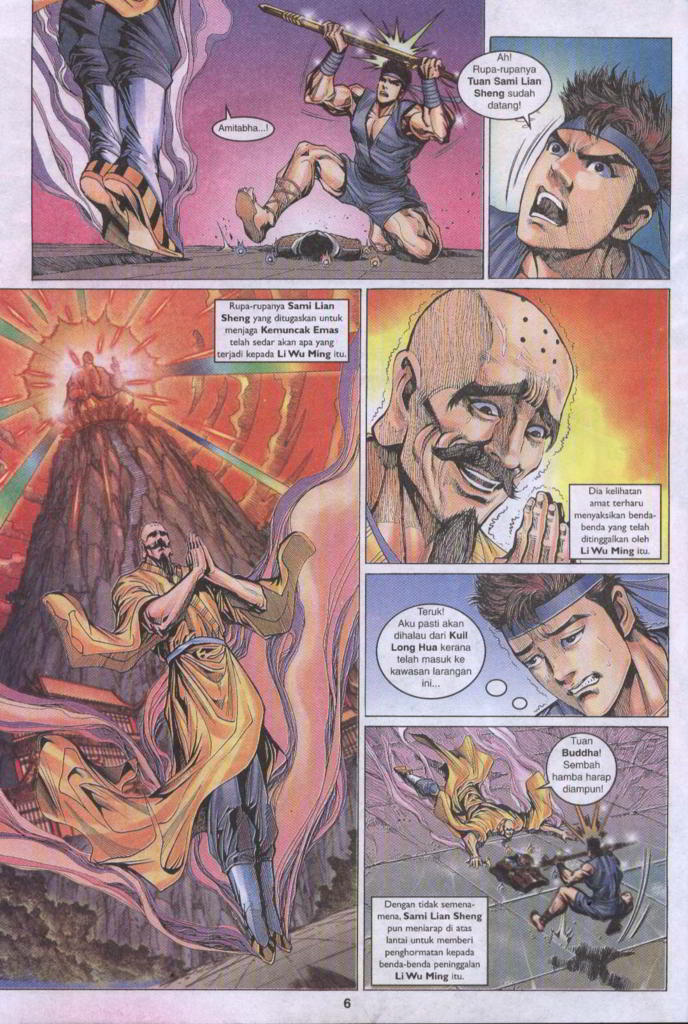 Amitabha...!
Ah!
Rupa-rupanya
Tuan Sami Lian
Sheng sudah
datang!
Rupa-rupanya Sami Lian
Sheng yang ditugaskan untuk
menjaga Kemuncak Emas
telah sedar akan apa yang
terjadi kepada Li Wu Ming itu.
Dia kelihatan
amat terharu
menyaksikan benda-
benda yang telah
ditinggalkan oleh
Li Wu Ming itu.
Teruk!
Aku pasti akan
dihalau dari Kuil
Long Hua kerana
telah masuk ke
kawasan larangan
ini...
Tuan
Buddha!
Sembah
hamba harap
diampun!
Dengan tidak semena-
mena, Sami Lian Sheng
pun meniarap di atas
lantai untuk memberi
penghormatan kepada
benda-benda peninggalan
Li Wu Ming itu.
6